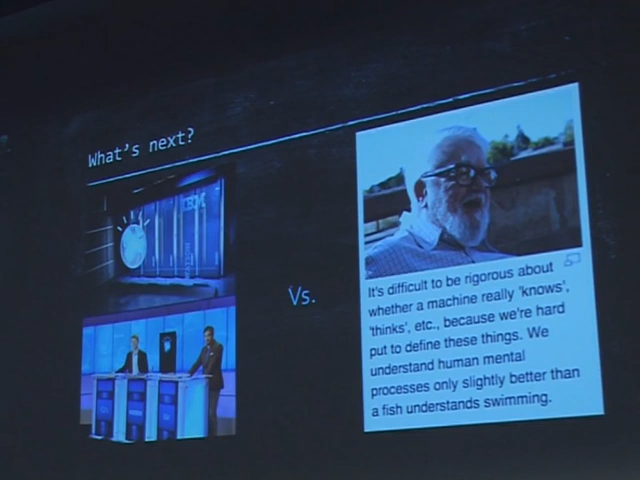 What's next?
IBM
WATSON
Vs.
It's difficult to be rigorous about
whether a machine really 'knows',
'thinks', etc., because we're hard
put to define these things. We
understand human mental
processes only slightly better than
a fish understands swimming.